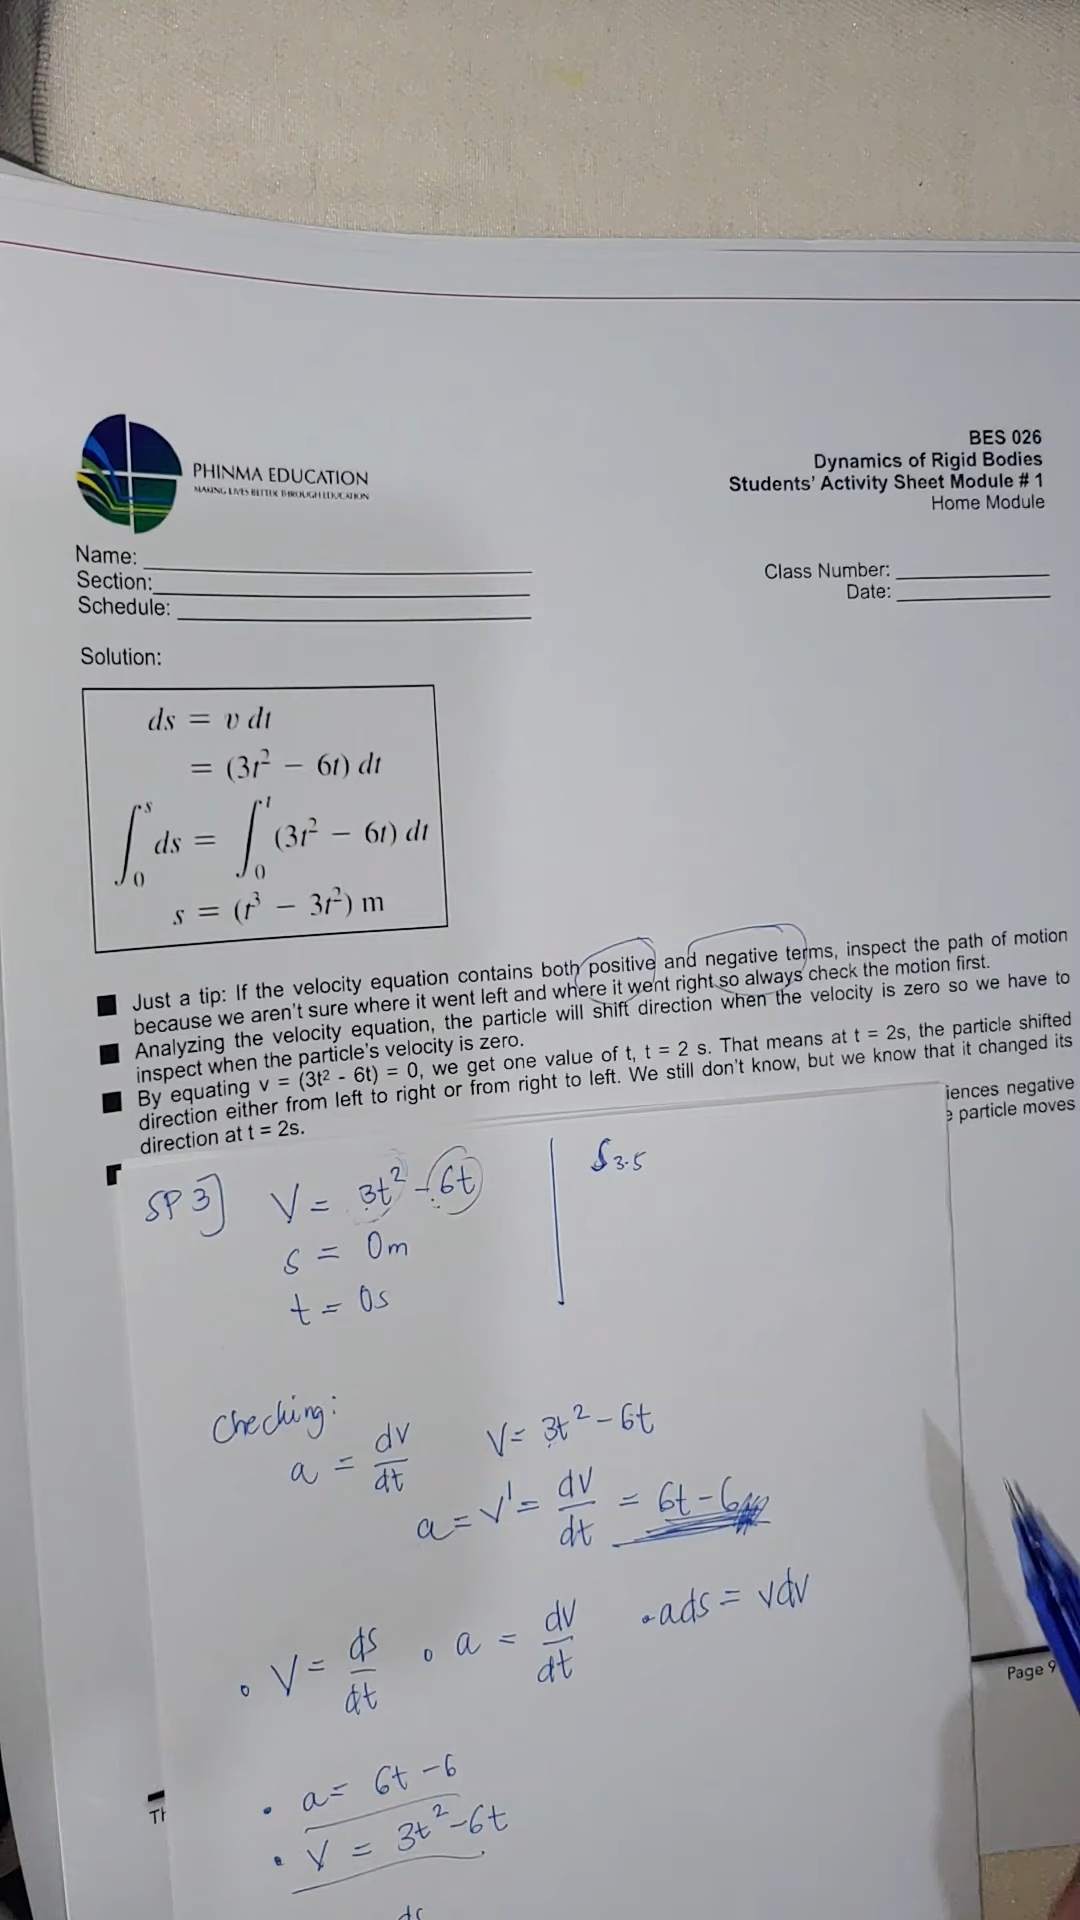 PHINMA EDUCATION
MAKING LIVES BETTER THROUGH EDUCATION
BES 026
Dynamics of Rigid Bodies
Students' Activity Sheet Module # 1
Home Module
Name:
Section:
Schedule:
Class Number:
Date:
Solution:
ds = v dt
= (3t² − 6t) dt
∫₀ˢ ds = ∫₀ᵗ (3t² − 6t) dt
s = (t³ − 3t²) m
■ Just a tip: If the velocity equation contains both positive and negative terms, inspect the path of motion
because we aren't sure where it went left and where it went right so always check the motion first.
■ Analyzing the velocity equation, the particle will shift direction when the velocity is zero so we have to
inspect when the particle's velocity is zero.
■ By equating v = (3t² - 6t) = 0, we get one value of t, t = 2 s. That means at t = 2s, the particle shifted
direction either from left to right or from right to left. We still don't know, but we know that it changed its
direction at t = 2s.
iences negative
particle moves
SP 3] V = 3t² - 6t
S3.5
s = 0m
t = 0s
Checking:
a = dv/dt V = 3t² - 6t
a = v' = dv/dt = 6t - 6
• V = ds/dt • a = dv/dt • ads = vdv
• a = 6t - 6
• V = 3t² - 6t
ds
Page 9